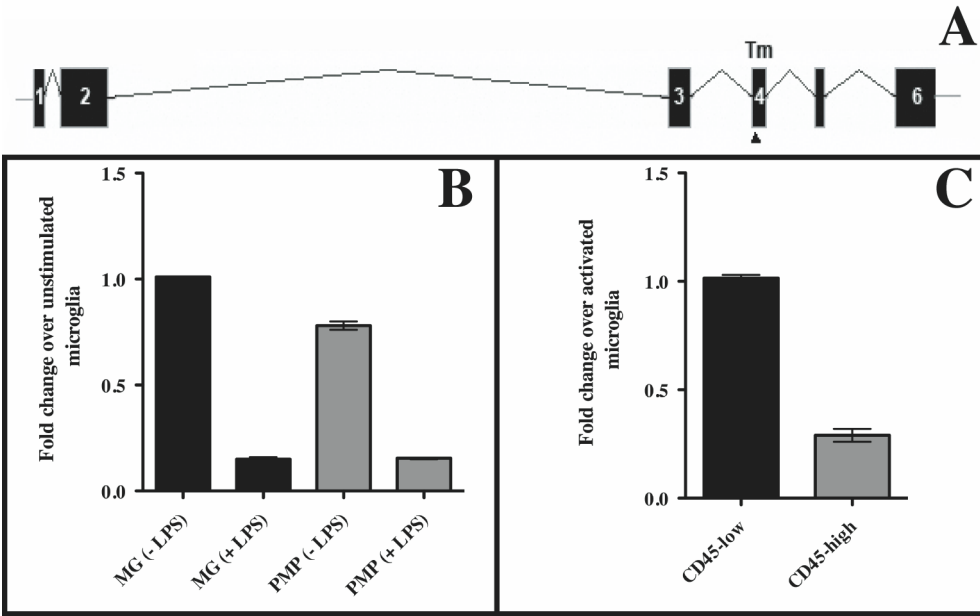 A
Tm
1
2
3
4
6
B
Fold change over unstimulated
microglia
1.5
1.0
0.5
0.0
MG (- LPS)
MG (+ LPS)
PMP (- LPS)
PMP (+ LPS)
C
Fold change over activated
microglia
1.5
1.0
0.5
0.0
CD45-low
CD45-high